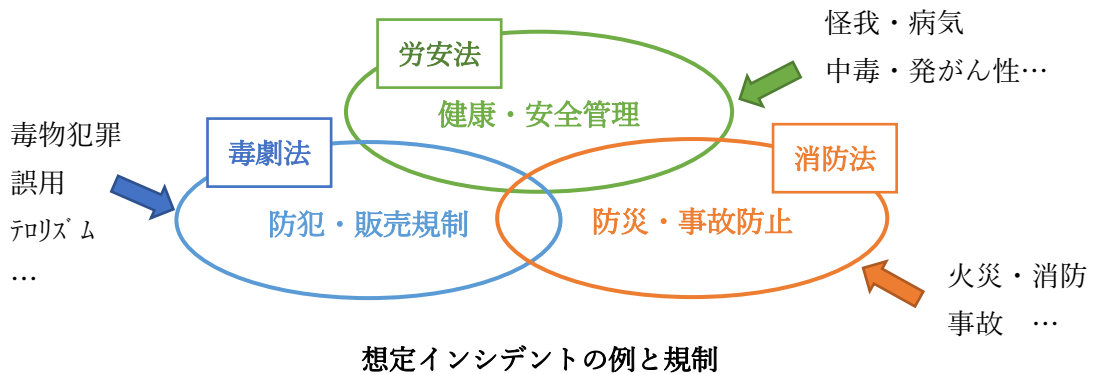 労安法
健康・安全管理
怪我・病気
中毒・発がん性…
毒物犯罪
誤用
ﾃﾛﾘｽﾞﾑ
…
毒劇法
防犯・販売規制
消防法
防災・事故防止
火災・消防
事故　…
想定インシデントの例と規制